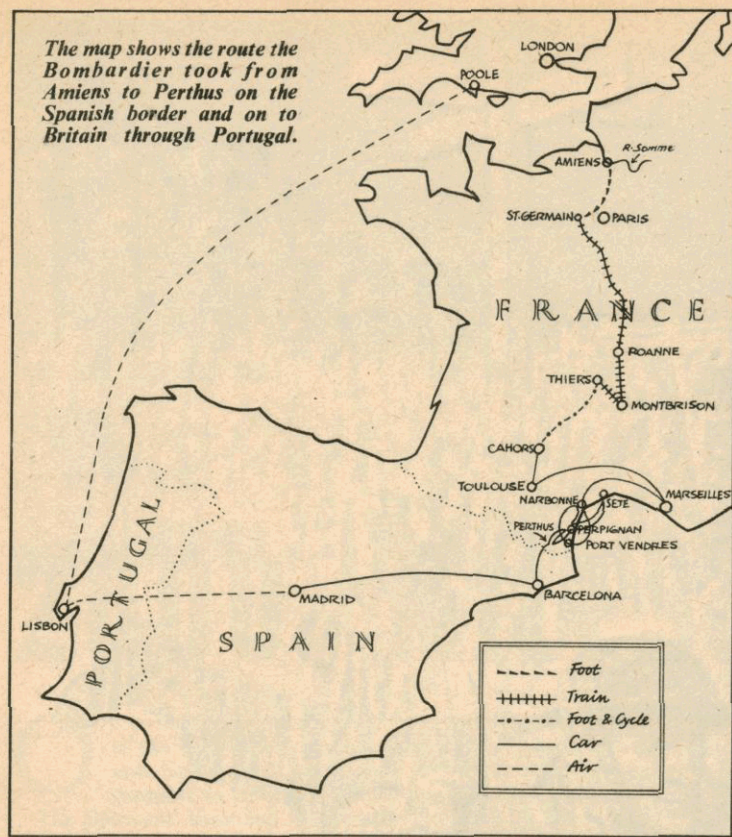 The map shows the route the
Bombardier took from
Amiens to Perthus on the
Spanish border and on to
Britain through Portugal.
LONDON
POOLE
AMIENS
R. Somme
ST. GERMAIN
PARIS
FRANCE
ROANNE
THIERS
MONTBRISON
CAHORS
TOULOUSE
NARBONNE
SETE
MARSEILLES
PERTHUS
PERPIGNAN
PORT VENDRES
PORTUGAL
MADRID
BARCELONA
LISBON
SPAIN
Foot
Train
Foot & Cycle
Car
Air